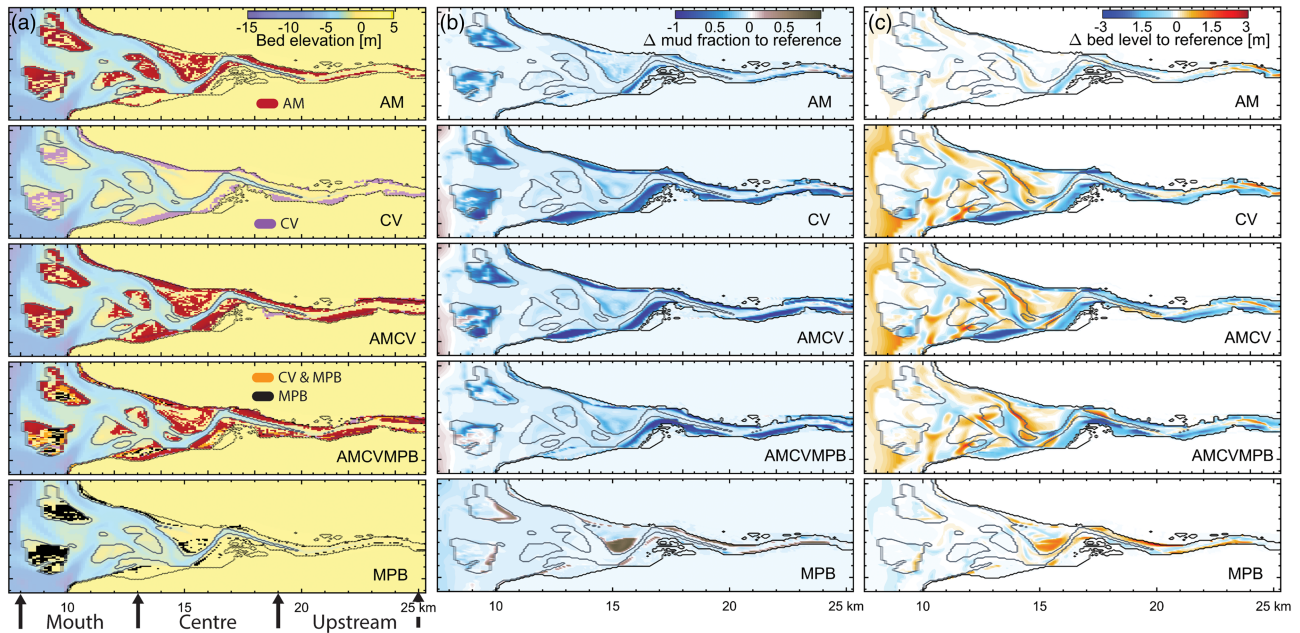 (a)
-15 -10 -5 0 5
Bed elevation [m]
AM
AM
CV
CV
AMCV
CV & MPB
MPB
AMCVMPB
MPB
10 15 20 25 km
Mouth Centre Upstream
(b)
-1 -0.5 0 0.5 1
Δ mud fraction to reference
AM
CV
AMCV
AMCVMPB
MPB
10 15 20 25 km
(c)
-3 -1.5 0 1.5 3
Δ bed level to reference [m]
AM
CV
AMCV
AMCVMPB
MPB
10 15 20 25 km